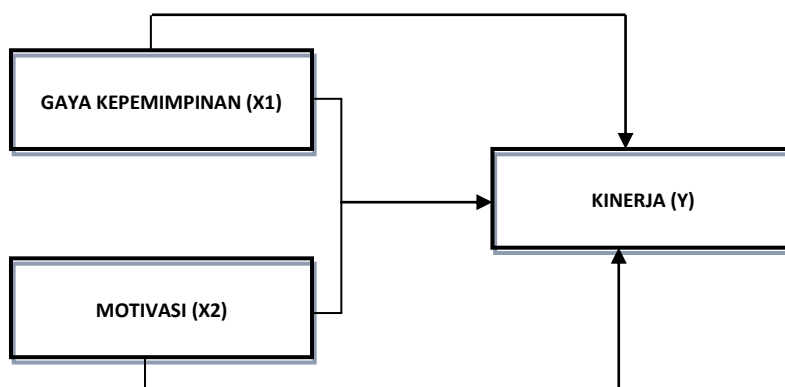 GAYA KEPEMIMPINAN (X1)
KINERJA (Y)
MOTIVASI (X2)